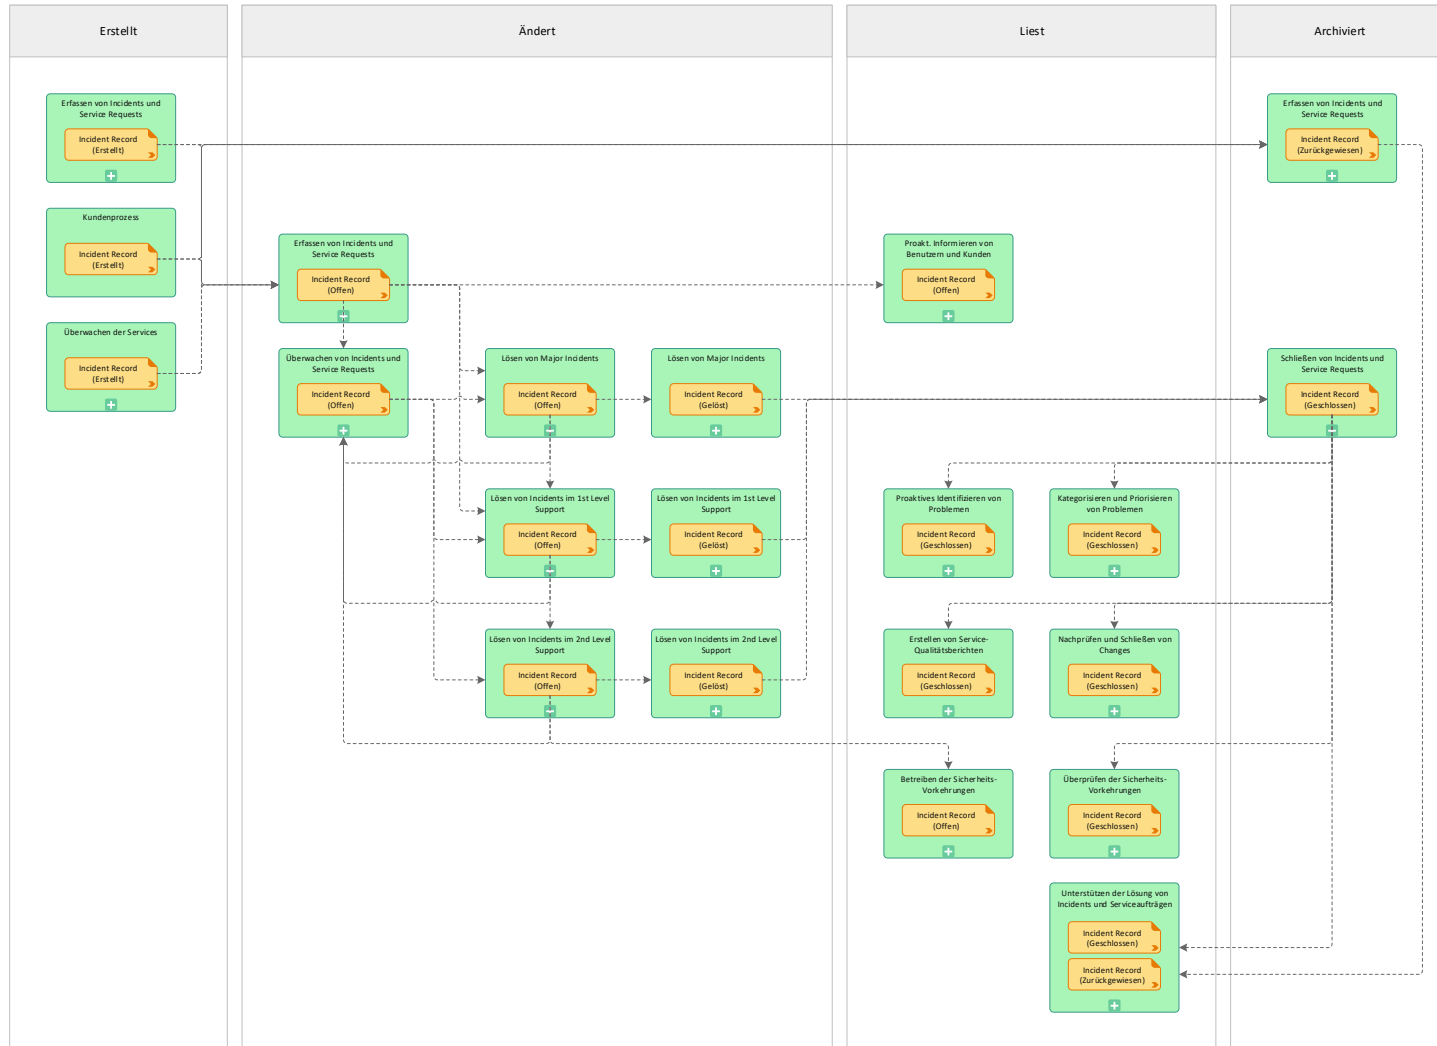 Erstellt
Ändert
Liest
Archiviert
Erfassen von Incidents und
Service Requests
Incident Record
(Erstellt)
Kundenprozess
Incident Record
(Erstellt)
Überwachen der Services
Incident Record
(Erstellt)
Erfassen von Incidents und
Service Requests
Incident Record
(Offen)
Überwachen von Incidents und
Service Requests
Incident Record
(Offen)
Lösen von Major Incidents
Incident Record
(Offen)
Lösen von Major Incidents
Incident Record
(Gelöst)
Lösen von Incidents im 1st Level
Support
Incident Record
(Offen)
Lösen von Incidents im 1st Level
Support
Incident Record
(Gelöst)
Lösen von Incidents im 2nd Level
Support
Incident Record
(Offen)
Lösen von Incidents im 2nd Level
Support
Incident Record
(Gelöst)
Proakt. Informieren von
Benutzern und Kunden
Incident Record
(Offen)
Proaktives Identifizieren von
Problemen
Incident Record
(Geschlossen)
Kategorisieren und Priorisieren
von Problemen
Incident Record
(Geschlossen)
Erstellen von Service-
Qualitätsberichten
Incident Record
(Geschlossen)
Nachprüfen und Schließen von
Changes
Incident Record
(Geschlossen)
Betreiben der Sicherheits-
Vorkehrungen
Incident Record
(Offen)
Überprüfen der Sicherheits-
Vorkehrungen
Incident Record
(Geschlossen)
Unterstützen der Lösung von
Incidents und Serviceaufträgen
Incident Record
(Geschlossen)
Incident Record
(Zurückgewiesen)
Erfassen von Incidents und
Service Requests
Incident Record
(Zurückgewiesen)
Schließen von Incidents und
Service Requests
Incident Record
(Geschlossen)